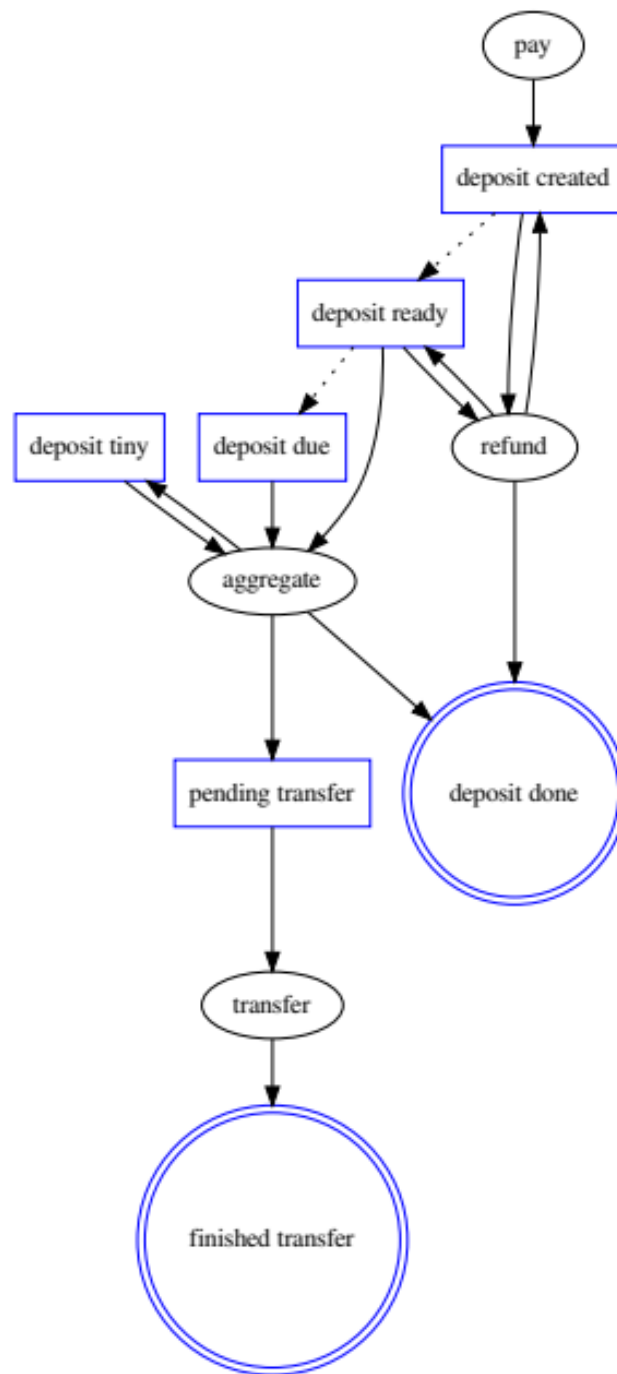 pay
deposit created
deposit ready
deposit tiny
deposit due
refund
aggregate
pending transfer
deposit done
transfer
finished transfer